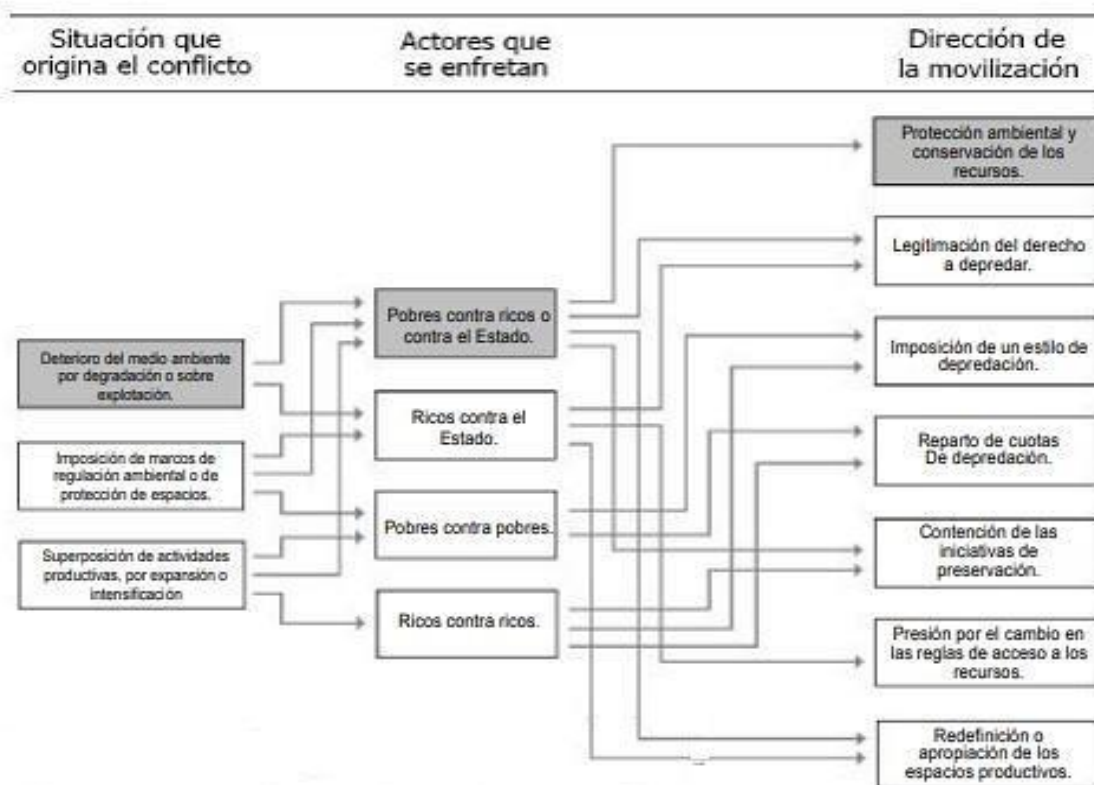 Situación que
origina el conflicto
Actores que
se enfretan
Dirección de
la movilización
Deterioro del medio ambiente
por degradación o sobre
explotación.
Imposición de marcos de
regulación ambiental o de
protección de espacios.
Superposición de actividades
productivas, por expansión o
intensificación
Pobres contra ricos o
contra el Estado.
Ricos contra el
Estado.
Pobres contra pobres.
Ricos contra ricos.
Protección ambiental y
conservación de los
recursos.
Legitimación del derecho
a depredar.
Imposición de un estilo de
depredación.
Reparto de cuotas
De depredación.
Contención de las
iniciativas de
preservación.
Presión por el cambio en
las reglas de acceso a los
recursos.
Redefinición o
apropiación de los
espacios productivos.